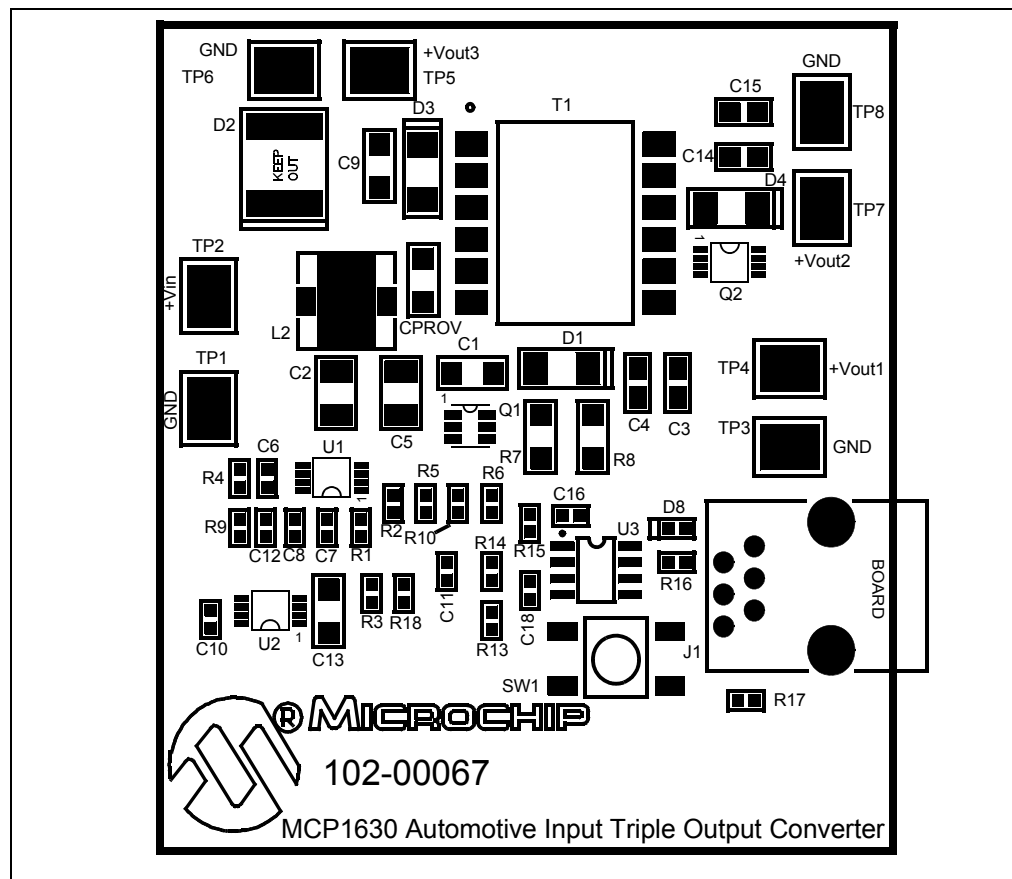 GND
TP6
+Vout3
TP5
GND
C15
TP8
D2
D3
T1
KEEP
OUT
C9
C14
D4
TP7
1
+Vout2
Q2
TP2
+Vin
L2
CPROV
C1
D1
TP1
GND
C2
C5
1
Q1
C4
C3
TP4
+Vout1
TP3
GND
R7
R8
U1
1
C6
R4
R5
R6
R2
R10
C16
D8
U3
R9
C12
C8
C7
R1
R14
R15
R16
BOARD
C11
R3
R18
C18
R13
C10
U2
1
C13
J1
SW1
R17
® MICROCHIP
102-00067
MCP1630 Automotive Input Triple Output Converter